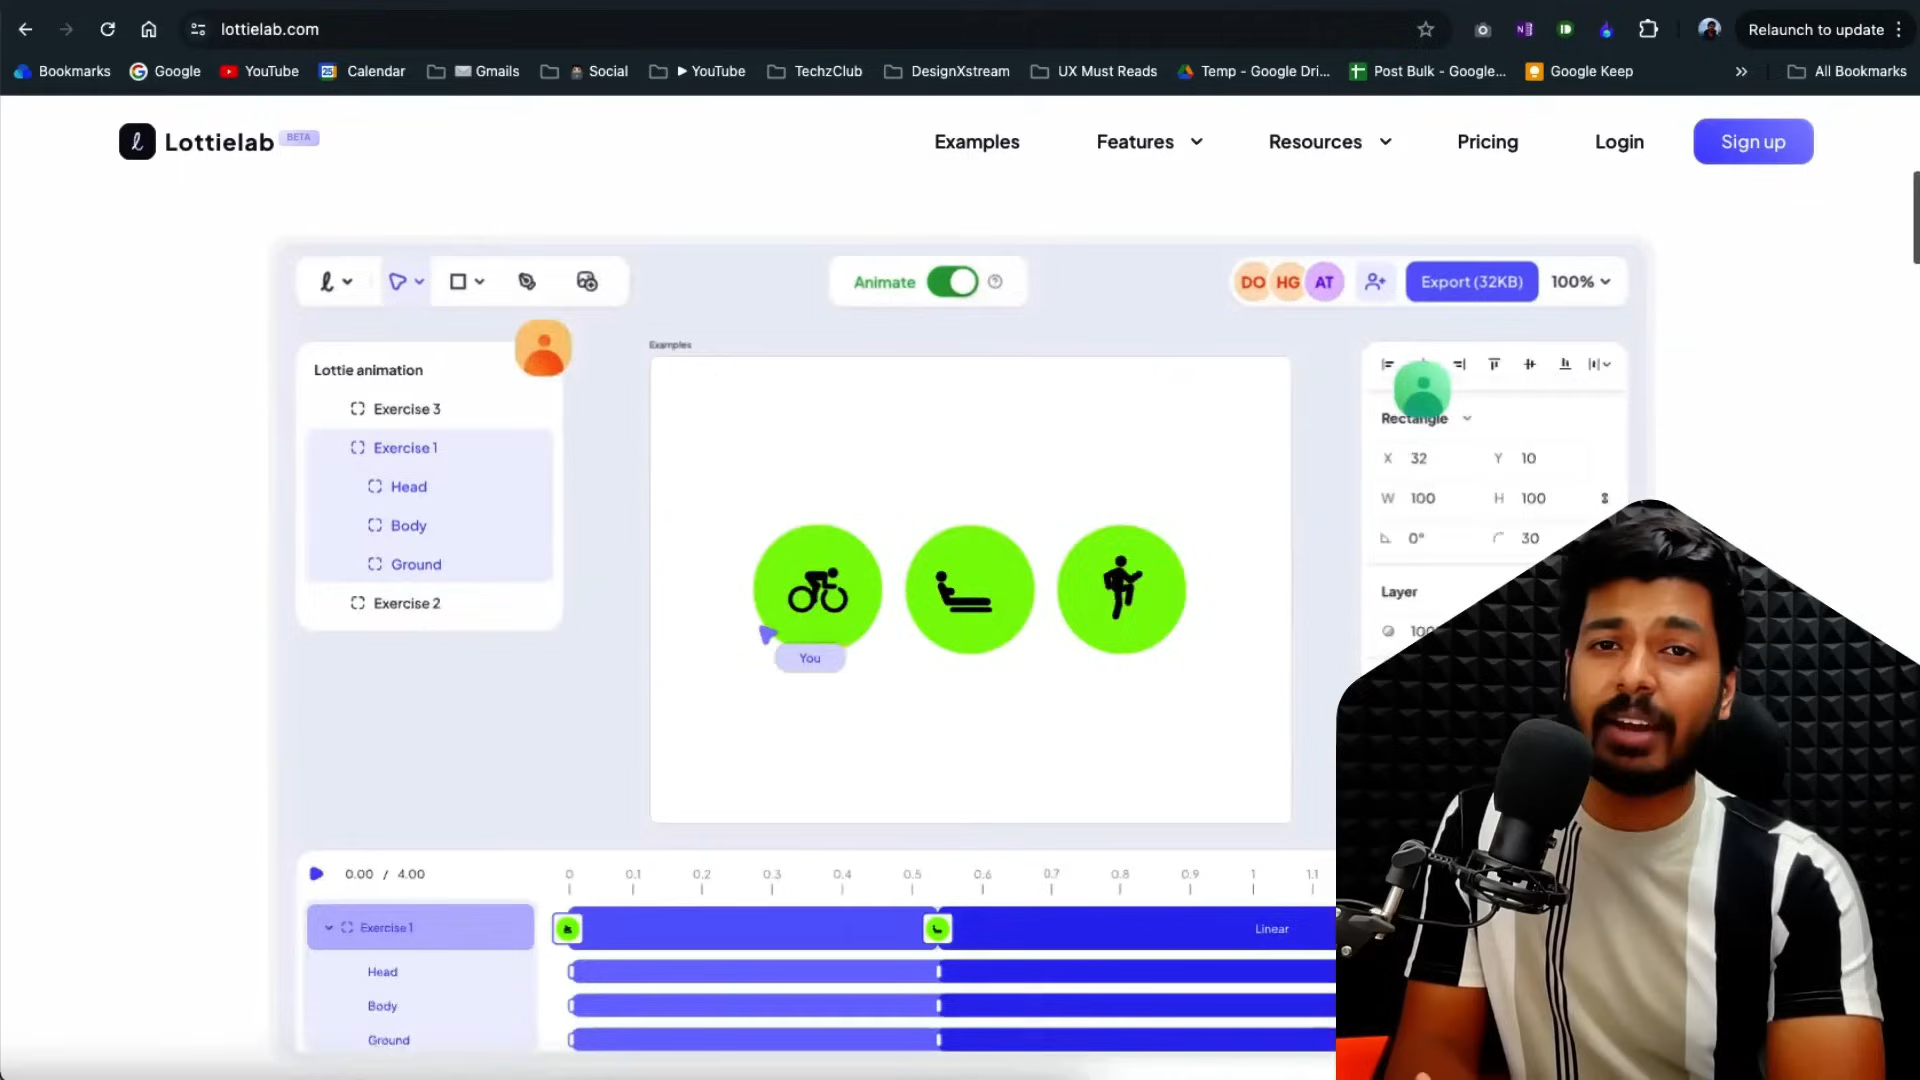 lottielab.com
Relaunch to update
Bookmarks Google YouTube Calendar Gmails Social YouTube TechzClub DesignXstream UX Must Reads Temp - Google Dri... Post Bulk - Google... Google Keep All Bookmarks
Lottielab BETA
Examples Features Resources Pricing Login Sign up
Animate
DO HG AT Export (32KB) 100%
Examples
Lottie animation
Exercise 3
Exercise 1
Head
Body
Ground
Exercise 2
You
Rectangle
X 32 Y 10
W 100 H 100
0° 30
Layer
0.00 / 4.00
0 0.1 0.2 0.3 0.4 0.5 0.6 0.7 0.8 0.9 1 1.1
Exercise 1
Linear
Head
Body
Ground